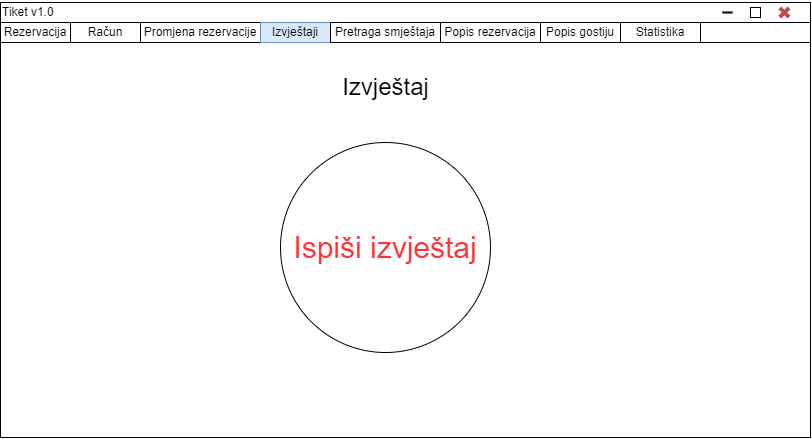 Tiket v1.0
Rezervacija Račun Promjena rezervacije Izvještaji Pretraga smještaja Popis rezervacija Popis gostiju Statistika
Izvještaj
Ispiši izvještaj